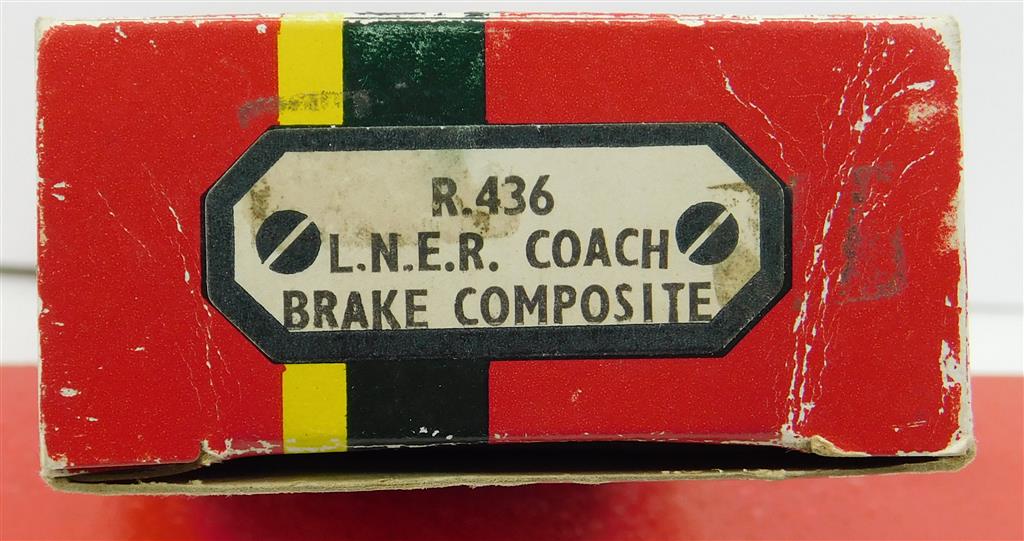 R.436
L.N.E.R. COACH
BRAKE COMPOSITE